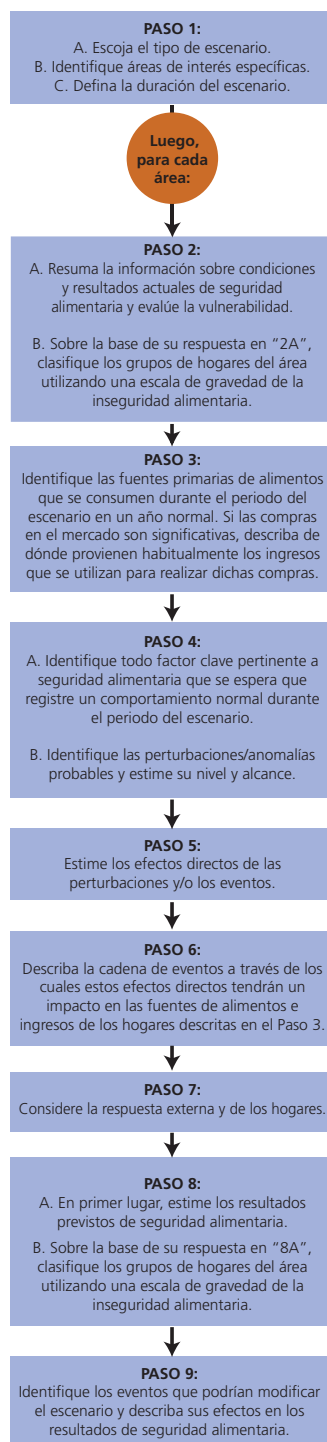 PASO 1:
A. Escoja el tipo de escenario.
B. Identifique áreas de interés específicas.
C. Defina la duración del escenario.
Luego,
para cada
área:
PASO 2:
A. Resuma la información sobre condiciones
y resultados actuales de seguridad
alimentaria y evalúe la vulnerabilidad.
B. Sobre la base de su respuesta en “2A”,
clasifique los grupos de hogares del área
utilizando una escala de gravedad de la
inseguridad alimentaria.
PASO 3:
Identifique las fuentes primarias de alimentos
que se consumen durante el periodo del
escenario en un año normal. Si las compras
en el mercado son significativas, describa de
dónde provienen habitualmente los ingresos
que se utilizan para realizar dichas compras.
PASO 4:
A. Identifique todo factor clave pertinente a
seguridad alimentaria que se espera que
registre un comportamiento normal durante
el periodo del escenario.
B. Identifique las perturbaciones/anomalías
probables y estime su nivel y alcance.
PASO 5:
Estime los efectos directos de las
perturbaciones y/o los eventos.
PASO 6:
Describa la cadena de eventos a través de los
cuales estos efectos directos tendrán un
impacto en las fuentes de alimentos e
ingresos de los hogares descritas en el Paso 3.
PASO 7:
Considere la respuesta externa y de los hogares.
PASO 8:
A. En primer lugar, estime los resultados
previstos de seguridad alimentaria.
B. Sobre la base de su respuesta en “8A”,
clasifique los grupos de hogares del área
utilizando una escala de gravedad de la
inseguridad alimentaria.
PASO 9:
Identifique los eventos que podrían modificar
el escenario y describa sus efectos en los
resultados de seguridad alimentaria.